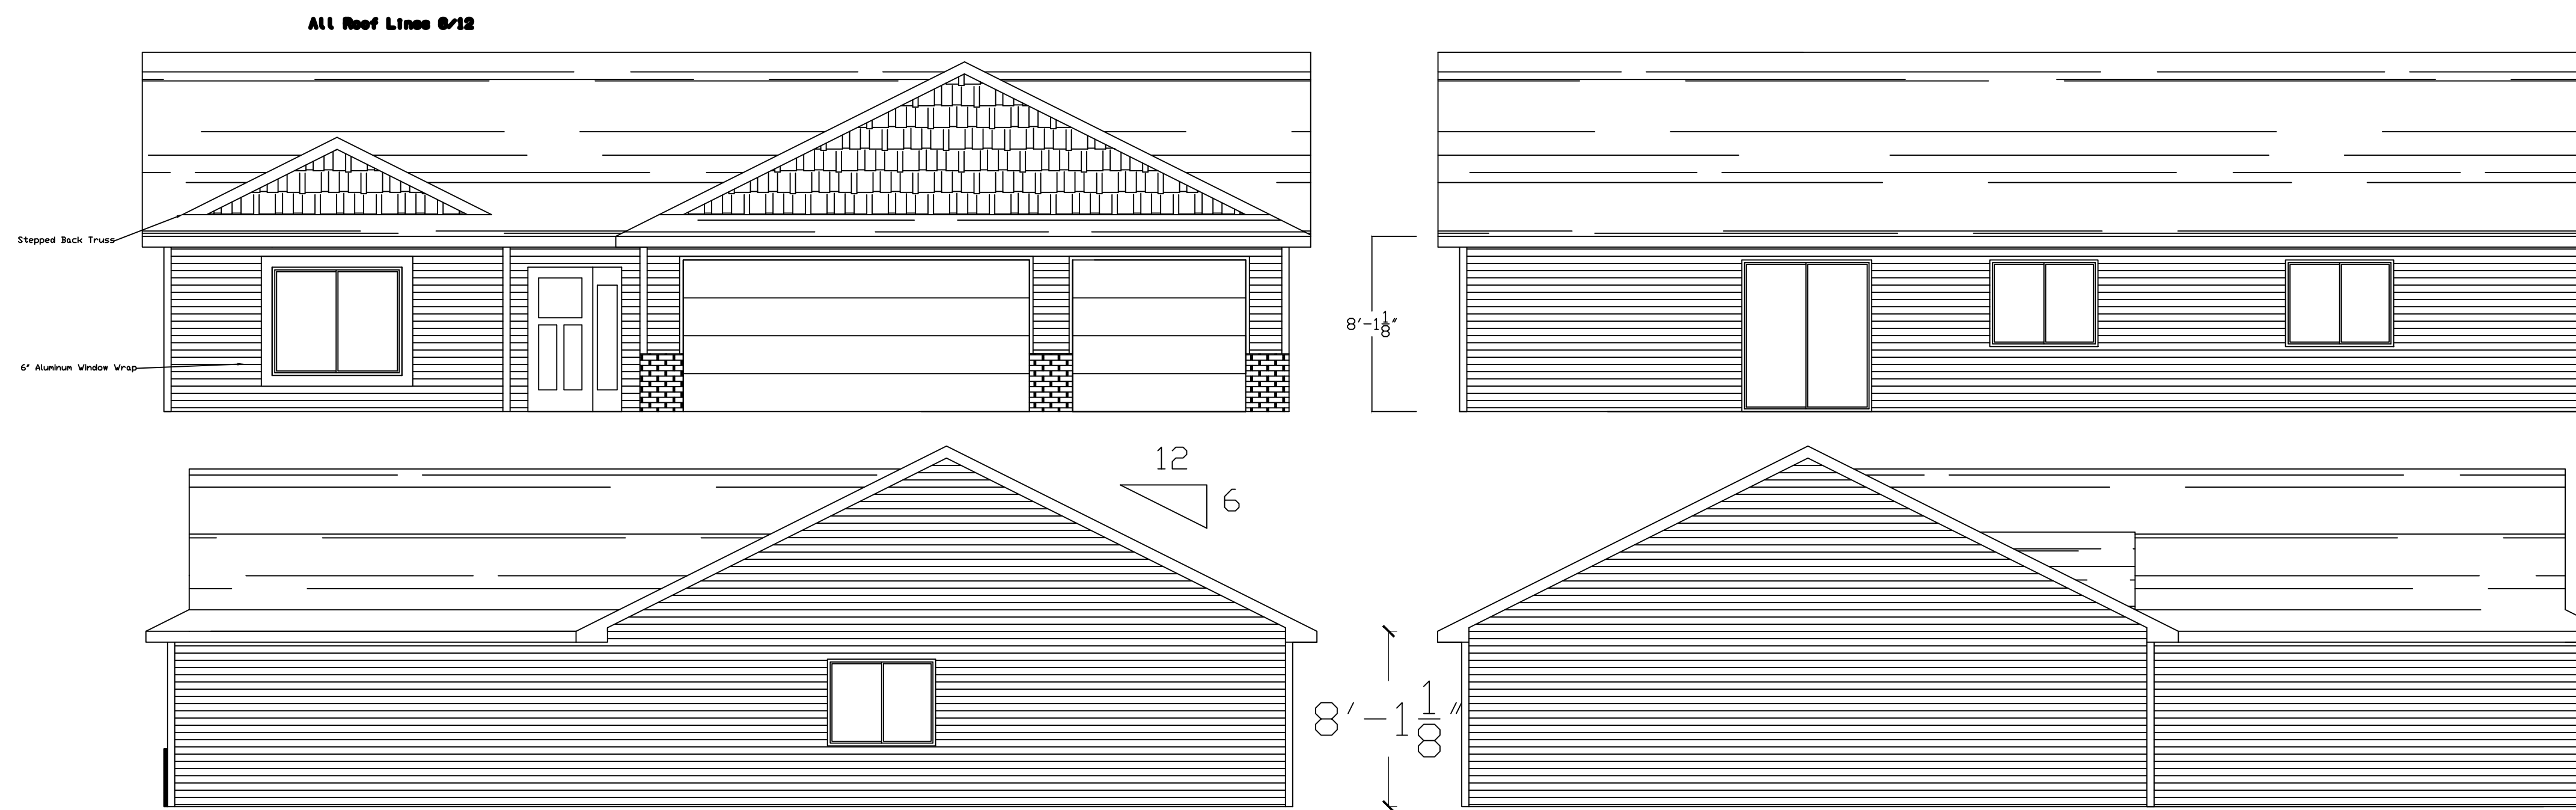 All Roof Lines 6/12
Stepped Back Truss
8'-1 1/8"
6" Aluminum Window Wrap
12
6
8'-1 1/8"